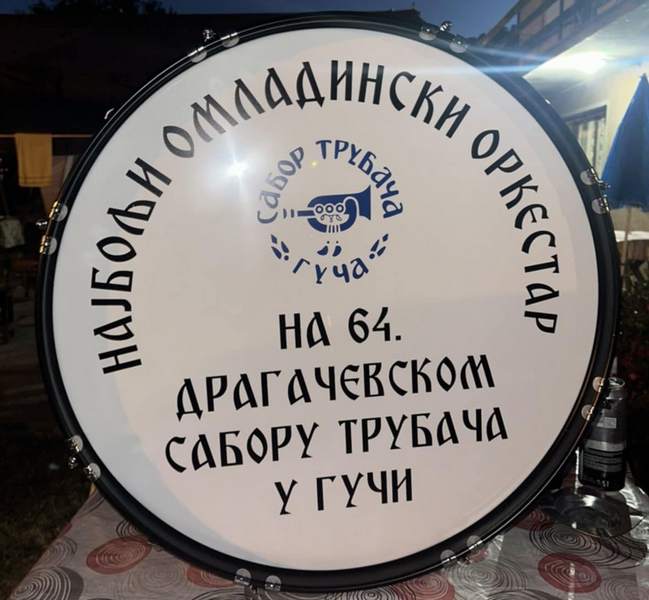 НАЈБОЉИ ОМЛАДИНСКИ ОРКЕСТАР
САБОР ТРУБАЧА
ГУЧА
НА 64.
ДРАГАЧЕВСКОМ
САБОРУ ТРУБАЧА
У ГУЧИ